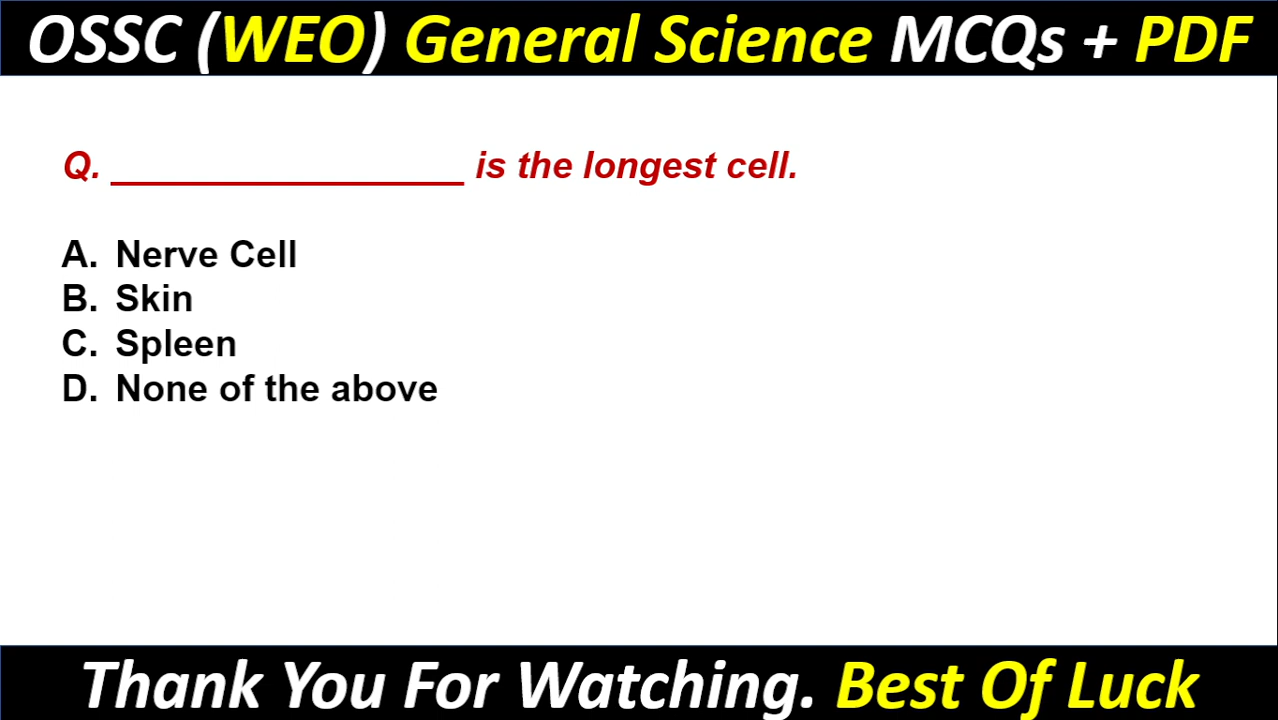 OSSC (WEO) General Science MCQs + PDF
Q. _________________ is the longest cell.
A. Nerve Cell
B. Skin
C. Spleen
D. None of the above
Thank You For Watching. Best Of Luck